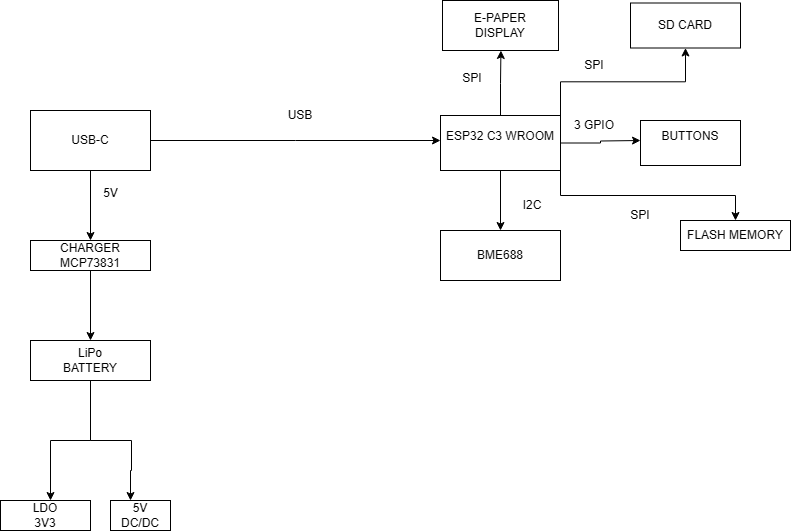 E-PAPER
DISPLAY
SD CARD
SPI
SPI
USB-C
USB
ESP32 C3 WROOM
3 GPIO
BUTTONS
5V
I2C
SPI
FLASH MEMORY
CHARGER
MCP73831
BME688
LiPo
BATTERY
LDO
3V3
5V
DC/DC